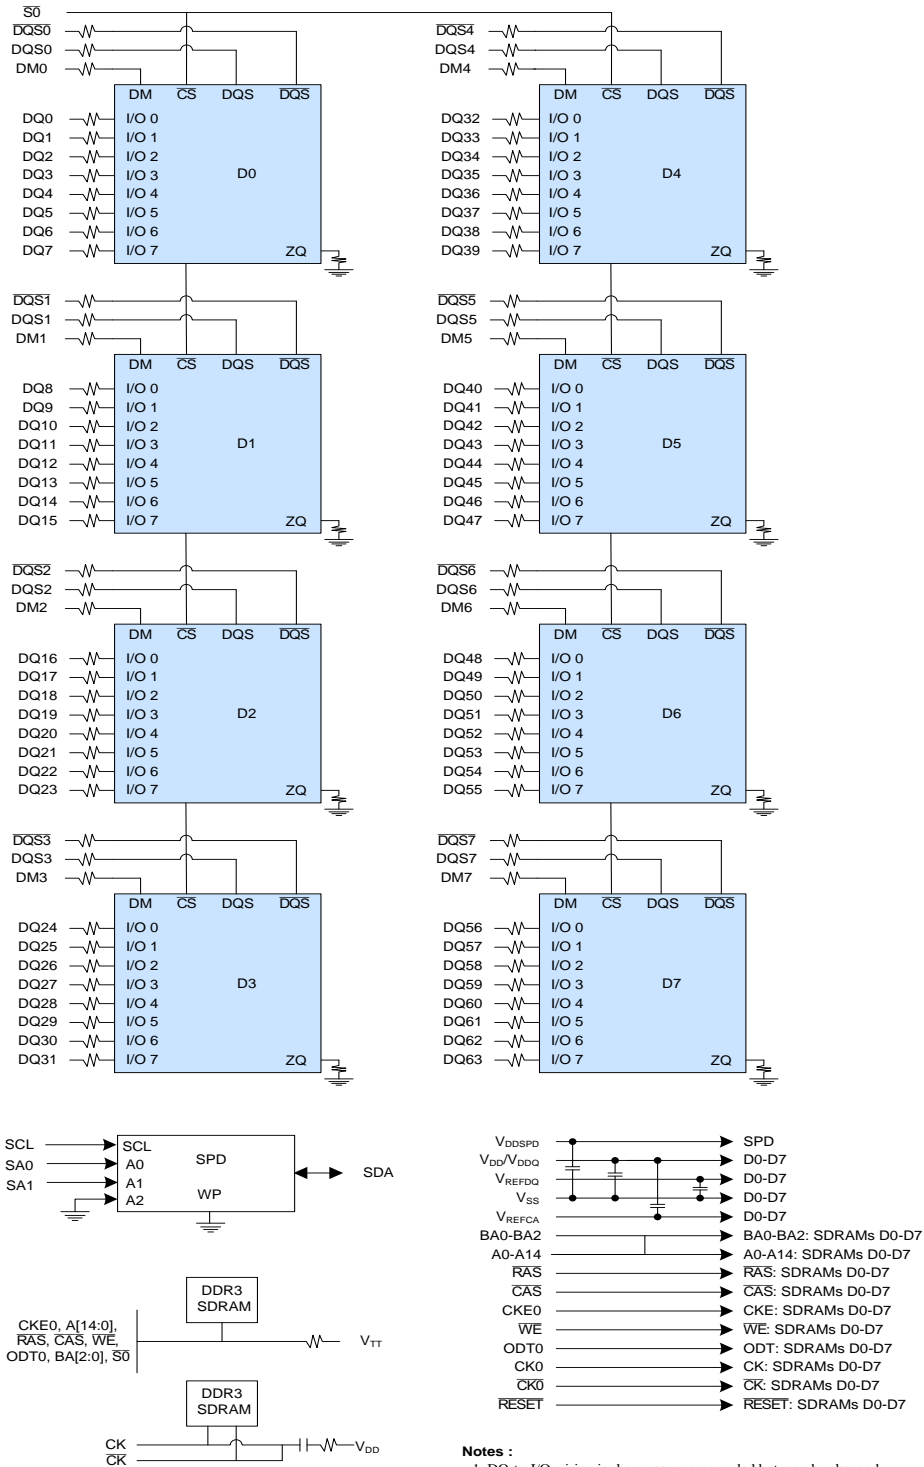 S0
DQS0
DQS0
DM0
DM CS DQS DQS
DQ0 I/O 0
DQ1 I/O 1
DQ2 I/O 2
DQ3 I/O 3 D0
DQ4 I/O 4
DQ5 I/O 5
DQ6 I/O 6
DQ7 I/O 7 ZQ
DQS1
DQS1
DM1
DM CS DQS DQS
DQ8 I/O 0
DQ9 I/O 1
DQ10 I/O 2
DQ11 I/O 3 D1
DQ12 I/O 4
DQ13 I/O 5
DQ14 I/O 6
DQ15 I/O 7 ZQ
DQS2
DQS2
DM2
DM CS DQS DQS
DQ16 I/O 0
DQ17 I/O 1
DQ18 I/O 2
DQ19 I/O 3 D2
DQ20 I/O 4
DQ21 I/O 5
DQ22 I/O 6
DQ23 I/O 7 ZQ
DQS3
DQS3
DM3
DM CS DQS DQS
DQ24 I/O 0
DQ25 I/O 1
DQ26 I/O 2
DQ27 I/O 3 D3
DQ28 I/O 4
DQ29 I/O 5
DQ30 I/O 6
DQ31 I/O 7 ZQ
DQS4
DQS4
DM4
DM CS DQS DQS
DQ32 I/O 0
DQ33 I/O 1
DQ34 I/O 2
DQ35 I/O 3 D4
DQ36 I/O 4
DQ37 I/O 5
DQ38 I/O 6
DQ39 I/O 7 ZQ
DQS5
DQS5
DM5
DM CS DQS DQS
DQ40 I/O 0
DQ41 I/O 1
DQ42 I/O 2
DQ43 I/O 3 D5
DQ44 I/O 4
DQ45 I/O 5
DQ46 I/O 6
DQ47 I/O 7 ZQ
DQS6
DQS6
DM6
DM CS DQS DQS
DQ48 I/O 0
DQ49 I/O 1
DQ50 I/O 2
DQ51 I/O 3 D6
DQ52 I/O 4
DQ53 I/O 5
DQ54 I/O 6
DQ55 I/O 7 ZQ
DQS7
DQS7
DM7
DM CS DQS DQS
DQ56 I/O 0
DQ57 I/O 1
DQ58 I/O 2
DQ59 I/O 3 D7
DQ60 I/O 4
DQ61 I/O 5
DQ62 I/O 6
DQ63 I/O 7 ZQ
SCL SCL
SA0 A0 SPD SDA
SA1 A1
A2 WP
DDR3
SDRAM
CKE0, A[14:0],
RAS, CAS, WE,
ODT0, BA[2:0], S0
VTT
DDR3
SDRAM
CK VDD
CK
VDDSPD SPD
VDD/VDDQ D0-D7
VREFDQ D0-D7
VSS D0-D7
VREFCA D0-D7
BA0-BA2 BA0-BA2: SDRAMs D0-D7
A0-A14 A0-A14: SDRAMs D0-D7
RAS RAS: SDRAMs D0-D7
CAS CAS: SDRAMs D0-D7
CKE0 CKE: SDRAMs D0-D7
WE WE: SDRAMs D0-D7
ODT0 ODT: SDRAMs D0-D7
CK0 CK: SDRAMs D0-D7
CK0 CK: SDRAMs D0-D7
RESET RESET: SDRAMs D0-D7
Notes :